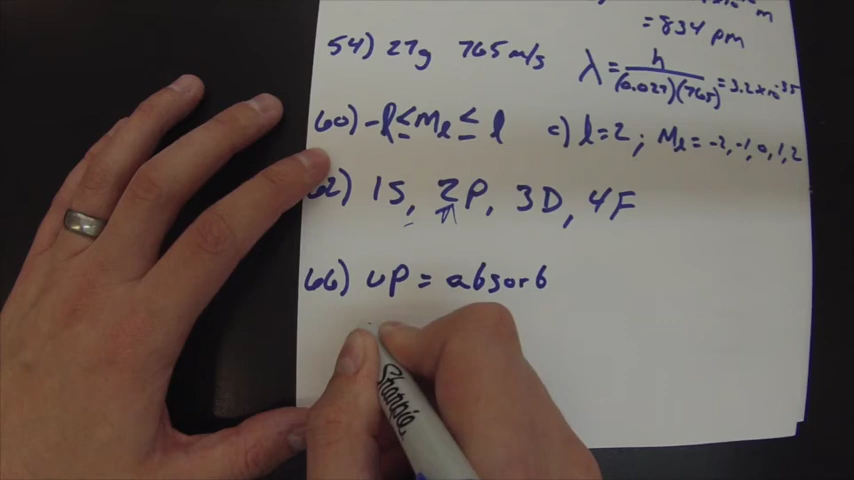 = 834 pm
54) 27g 765 m/s λ = h / (0.027)(765) = 3.2 x 10^-35
60) -l ≤ Ml ≤ l c) l = 2 ; Ml = -2, -1, 0, 1, 2
62) 1S, 2P, 3D, 4F
66) UP = absorb
Sharpie